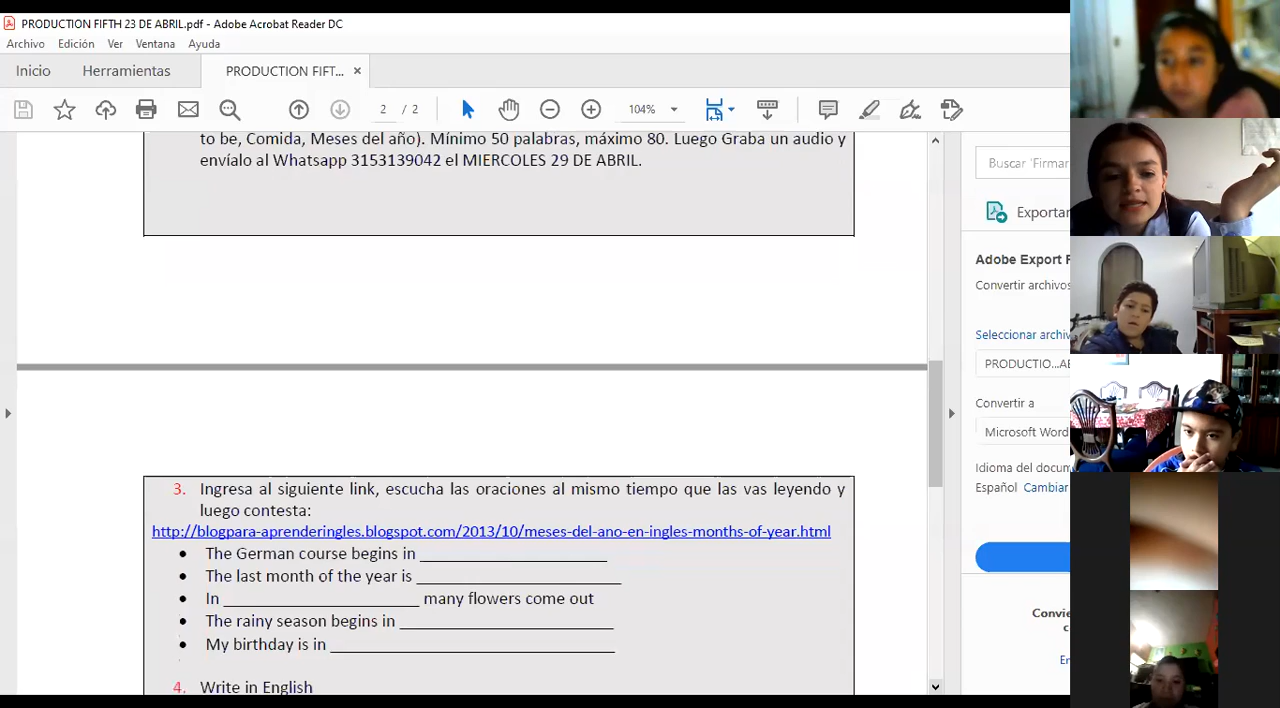 PRODUCTION FIFTH 23 DE ABRIL.pdf - Adobe Acrobat Reader DC
Archivo Edición Ver Ventana Ayuda
Inicio Herramientas PRODUCTION FIFT... ×
2 / 2 104%
to be, Comida, Meses del año). Mínimo 50 palabras, máximo 80. Luego Graba un audio y
envíalo al Whatsapp 3153139042 el MIERCOLES 29 DE ABRIL.
3. Ingresa al siguiente link, escucha las oraciones al mismo tiempo que las vas leyendo y
luego contesta:
http://blogpara-aprenderingles.blogspot.com/2013/10/meses-del-ano-en-ingles-months-of-year.html
• The German course begins in ____________________
• The last month of the year is ____________________
• In ____________________ many flowers come out
• The rainy season begins in ____________________
• My birthday is in ____________________
4. Write in English
Buscar 'Firmar
Exportar
Adobe Export
Convertir archivos
Seleccionar archiv
PRODUCTIO...AB
Convertir a
Microsoft Word
Idioma del docum
Español Cambiar
Convie